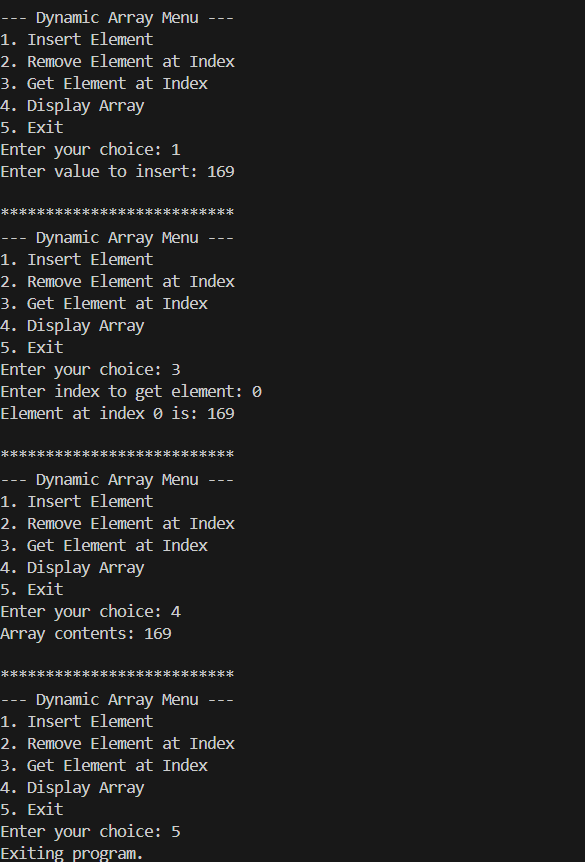 --- Dynamic Array Menu ---
1. Insert Element
2. Remove Element at Index
3. Get Element at Index
4. Display Array
5. Exit
Enter your choice: 1
Enter value to insert: 169
**************************
--- Dynamic Array Menu ---
1. Insert Element
2. Remove Element at Index
3. Get Element at Index
4. Display Array
5. Exit
Enter your choice: 3
Enter index to get element: 0
Element at index 0 is: 169
**************************
--- Dynamic Array Menu ---
1. Insert Element
2. Remove Element at Index
3. Get Element at Index
4. Display Array
5. Exit
Enter your choice: 4
Array contents: 169
**************************
--- Dynamic Array Menu ---
1. Insert Element
2. Remove Element at Index
3. Get Element at Index
4. Display Array
5. Exit
Enter your choice: 5
Exiting program.